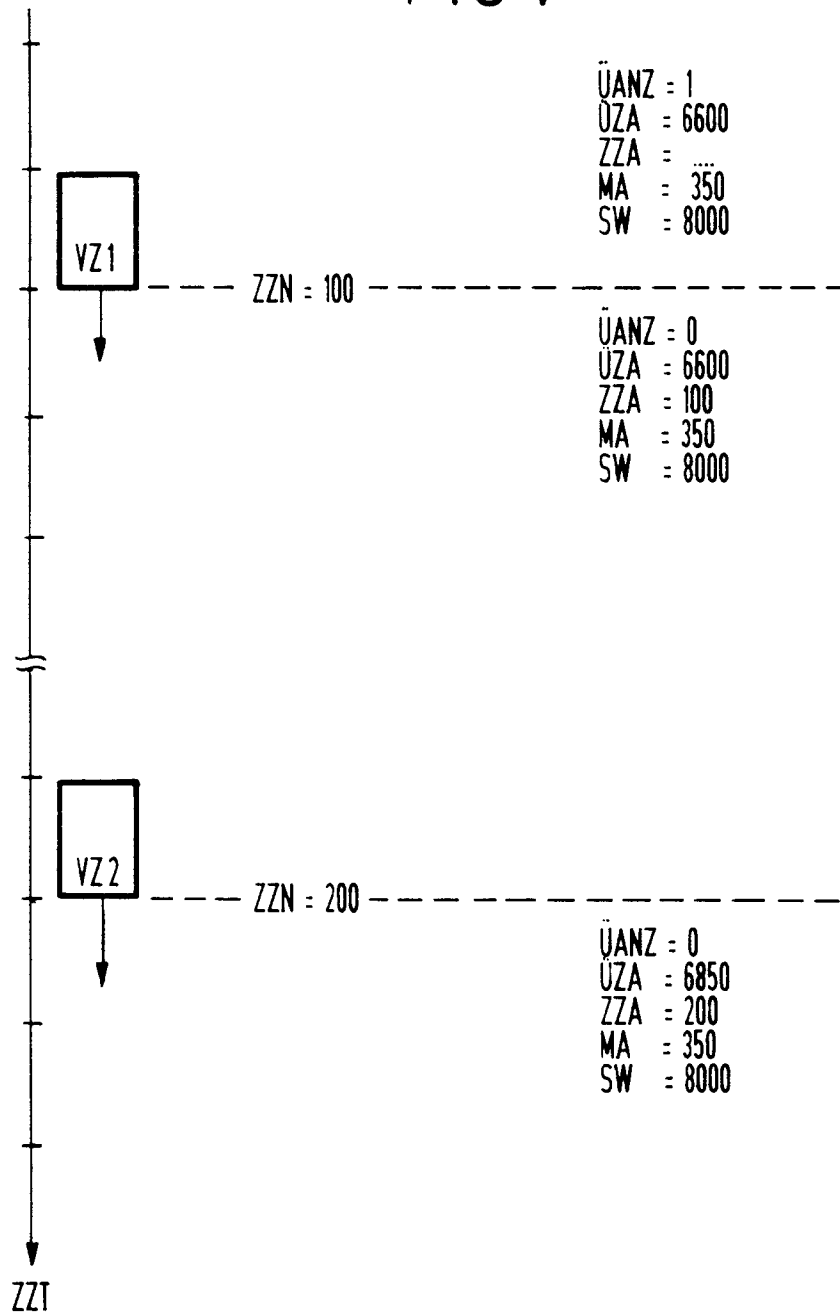 ÜANZ = 1
ÜZA = 6600
ZZA = ....
MA = 350
SW = 8000
VZ1
ZZN = 100
ÜANZ = 0
ÜZA = 6600
ZZA = 100
MA = 350
SW = 8000
VZ2
ZZN = 200
ÜANZ = 0
ÜZA = 6850
ZZA = 200
MA = 350
SW = 8000
ZZT